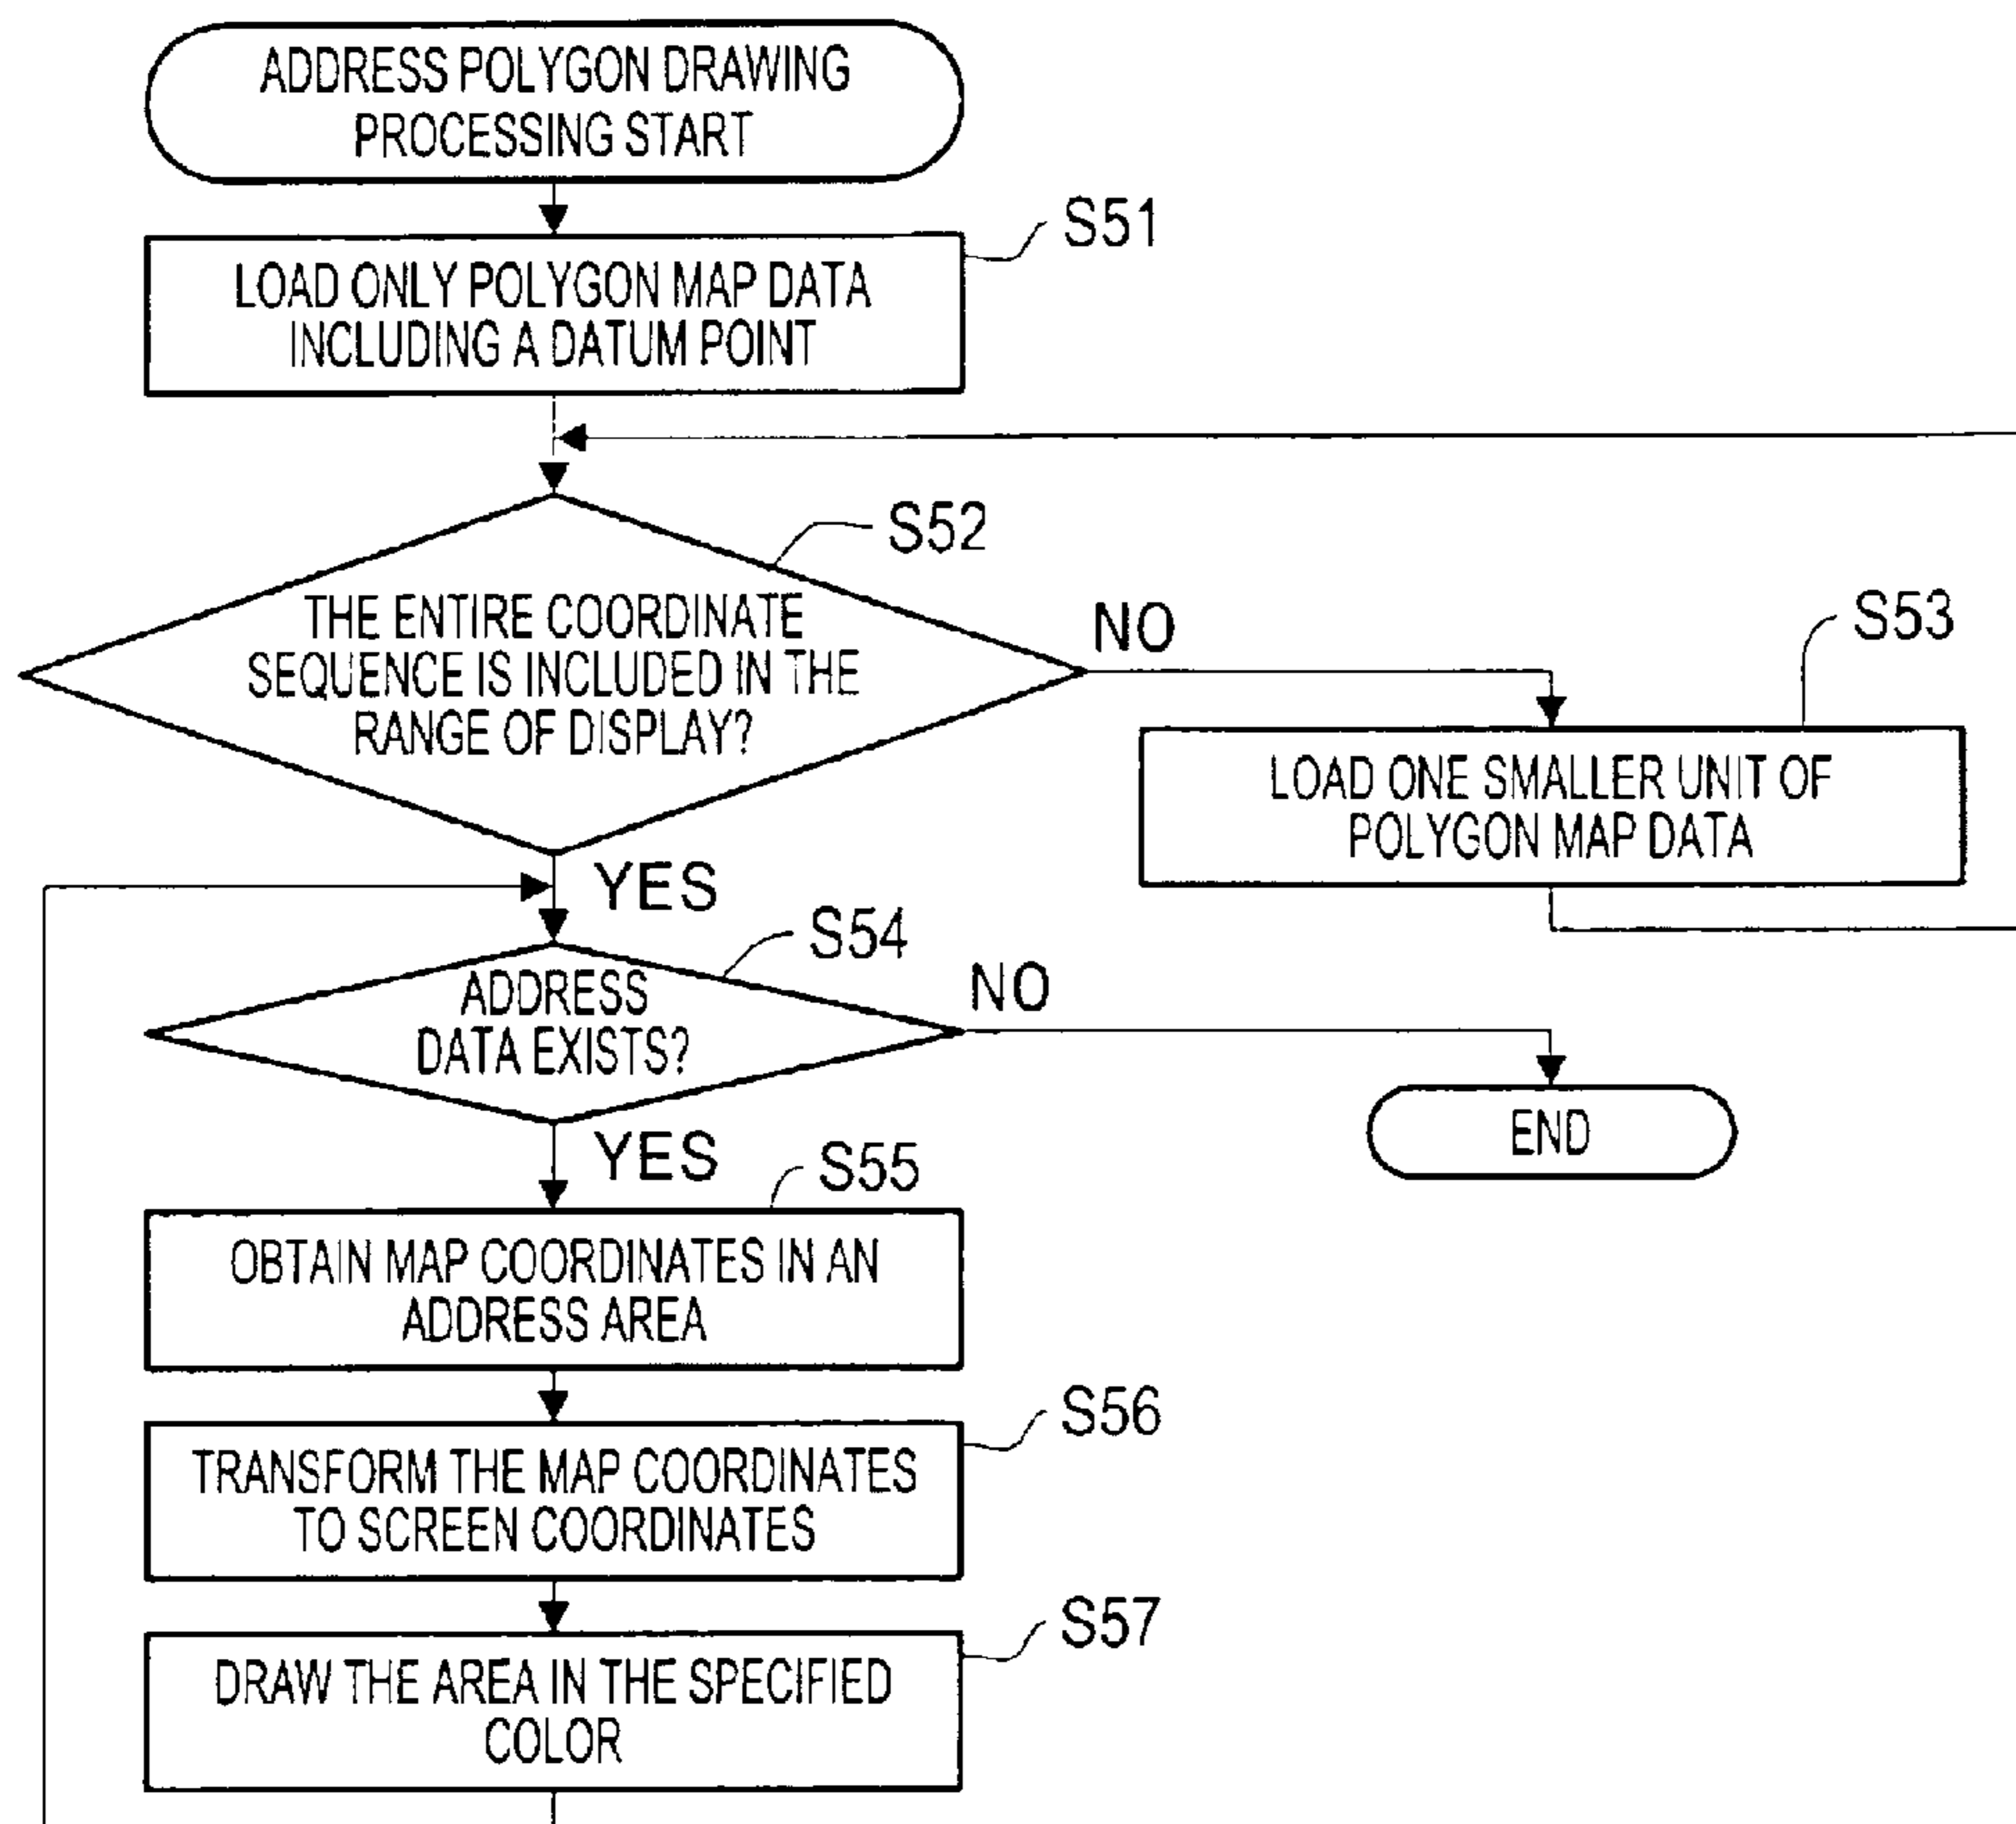 ADDRESS POLYGON DRAWING
PROCESSING START
S51
LOAD ONLY POLYGON MAP DATA
INCLUDING A DATUM POINT
S52
THE ENTIRE COORDINATE
SEQUENCE IS INCLUDED IN THE
RANGE OF DISPLAY?
NO
S53
LOAD ONE SMALLER UNIT OF
POLYGON MAP DATA
YES
S54
ADDRESS
DATA EXISTS?
NO
END
YES
S55
OBTAIN MAP COORDINATES IN AN
ADDRESS AREA
S56
TRANSFORM THE MAP COORDINATES
TO SCREEN COORDINATES
S57
DRAW THE AREA IN THE SPECIFIED
COLOR